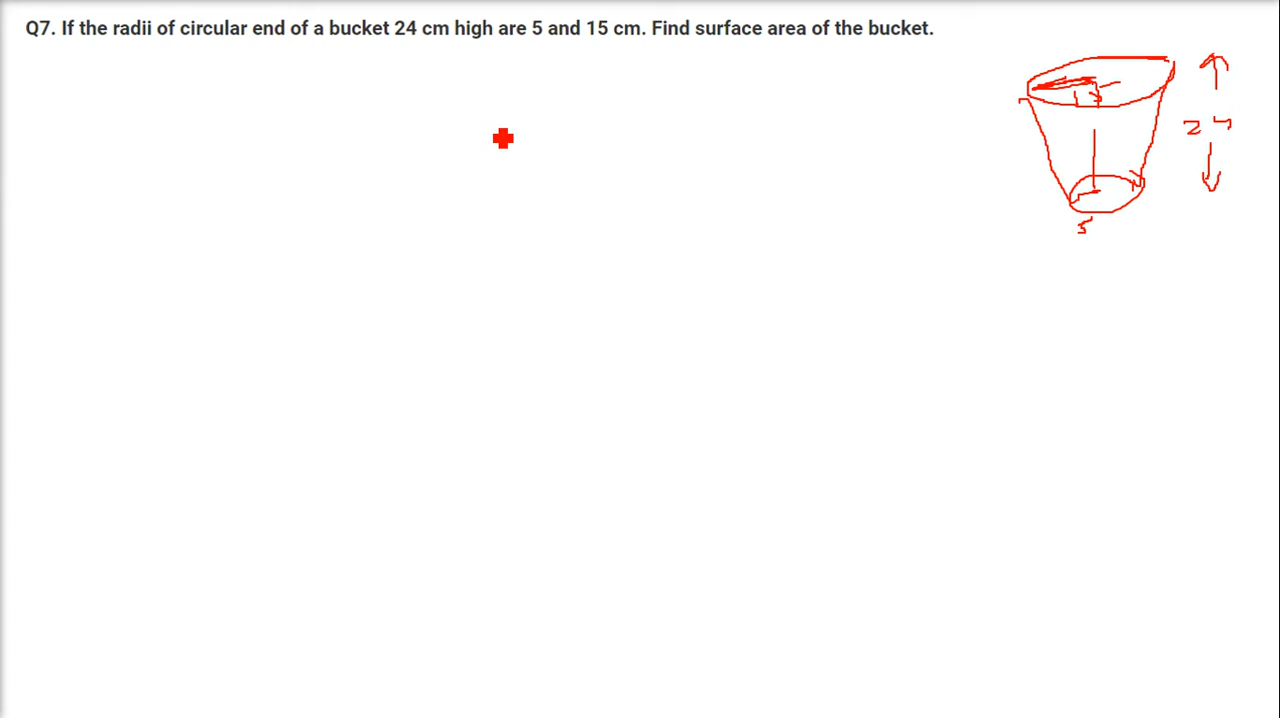 Q7. If the radii of circular end of a bucket 24 cm high are 5 and 15 cm. Find surface area of the bucket.
15
24
5